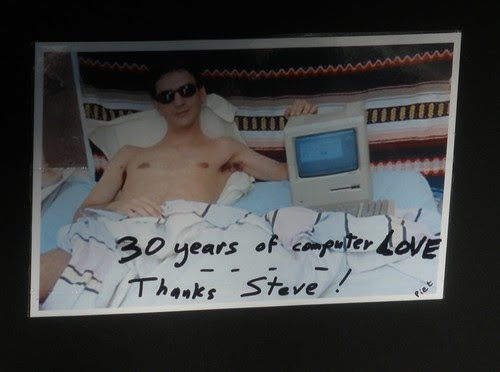 30 years of computer LOVE
Thanks Steve!
Piet